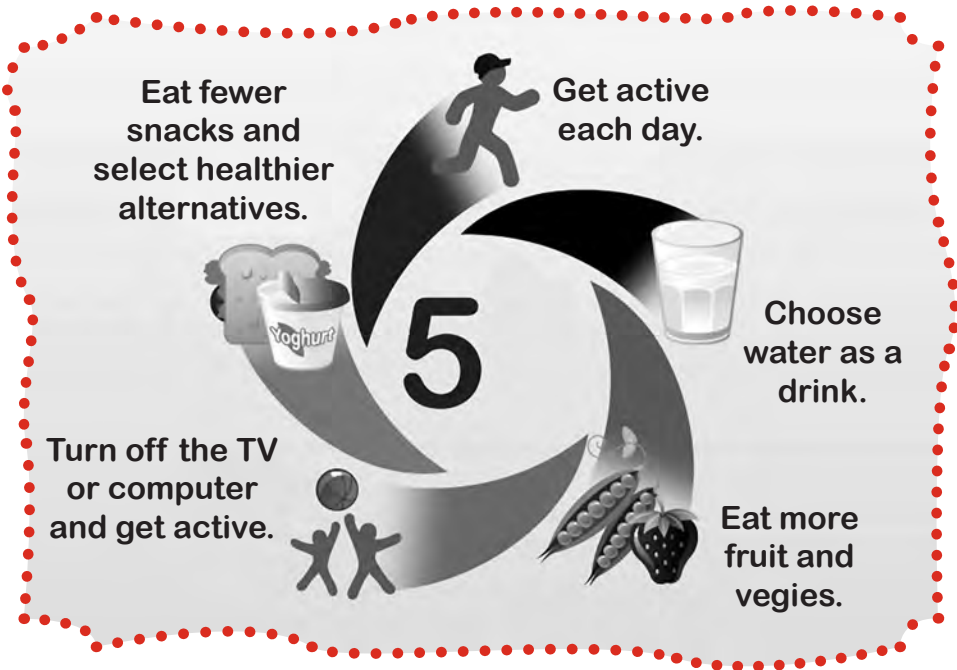 Get active
each day.
Choose
water as a
drink.
Eat more
fruit and
vegies.
Turn off the TV
or computer
and get active.
Eat fewer
snacks and
select healthier
alternatives.
Yoghurt
5